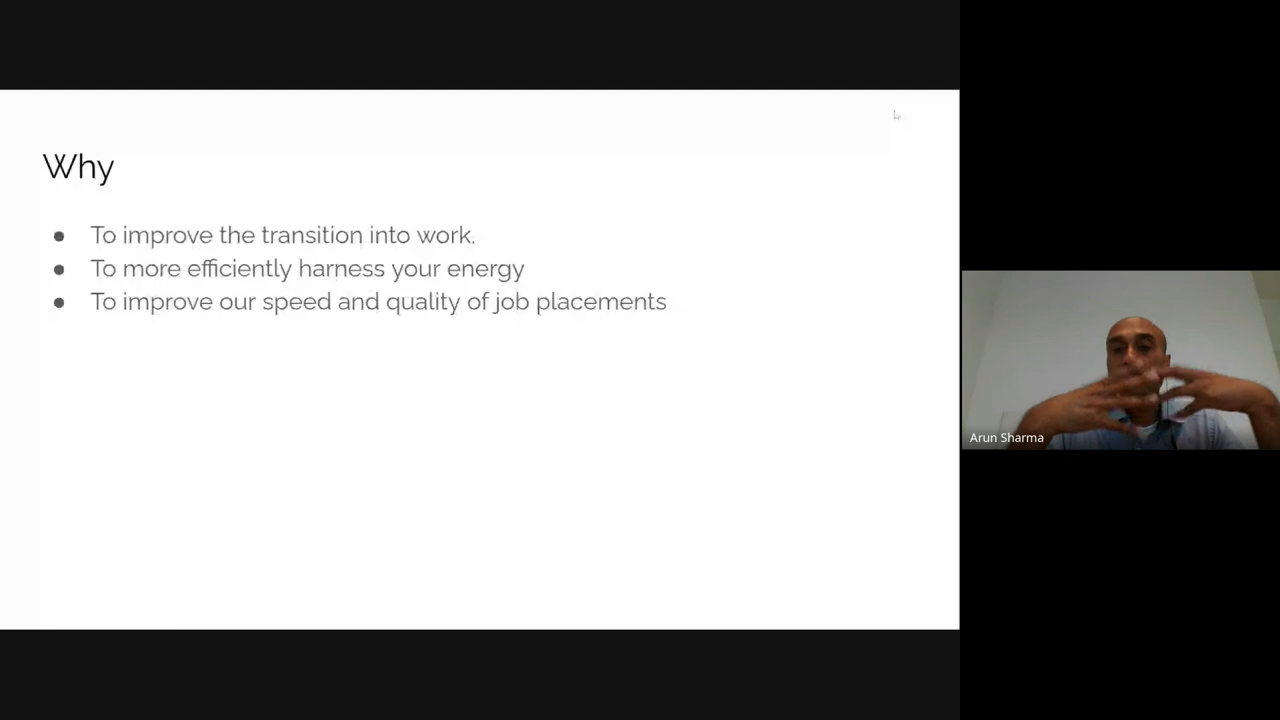 Why
● To improve the transition into work.
● To more efficiently harness your energy
● To improve our speed and quality of job placements
Arun Sharma